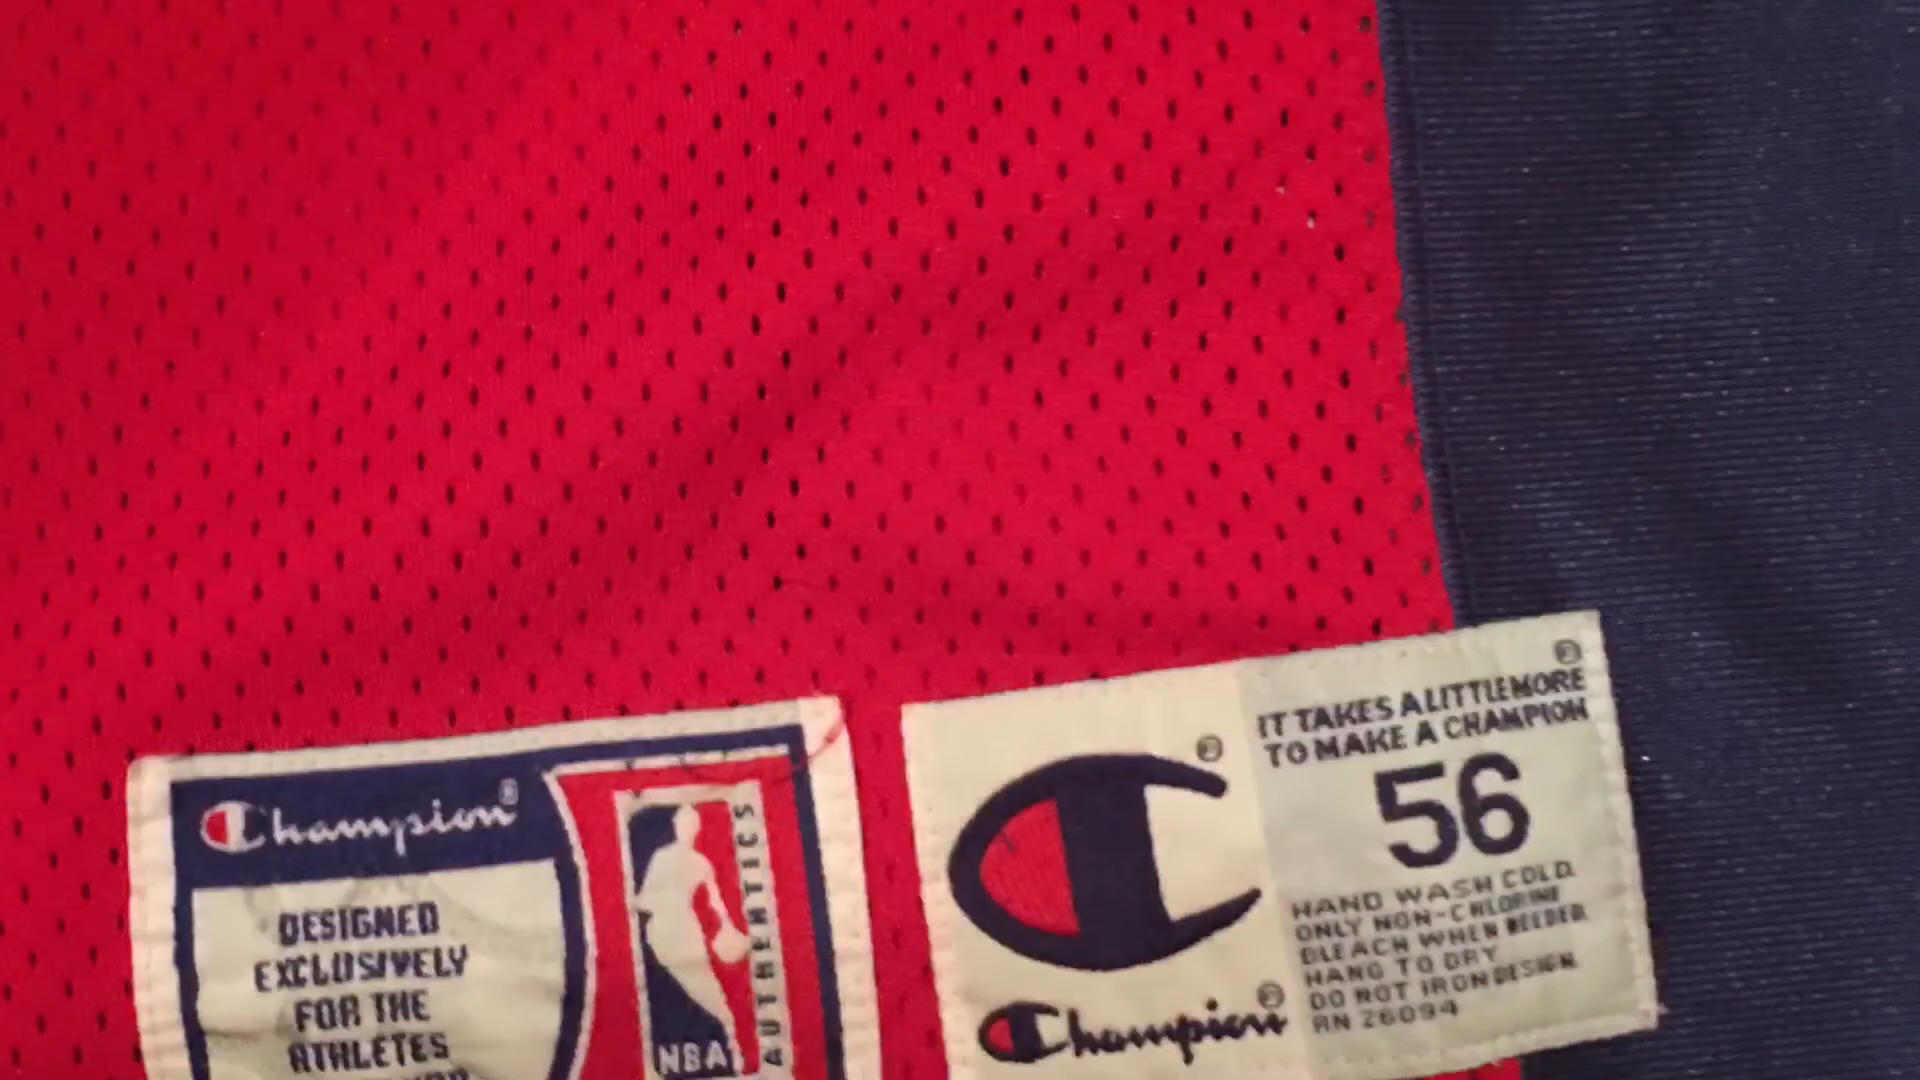 Champion®
DESIGNED
EXCLUSIVELY
FOR THE
ATHLETES
NBA
AUTHENTICS
®
IT TAKES A LITTLE MORE
TO MAKE A CHAMPION
®
56
HAND WASH COLD.
ONLY NON-CHLORINE
BLEACH WHEN NEEDED.
HANG TO DRY
DO NOT IRON DESIGN.
RN 26094
Champion®